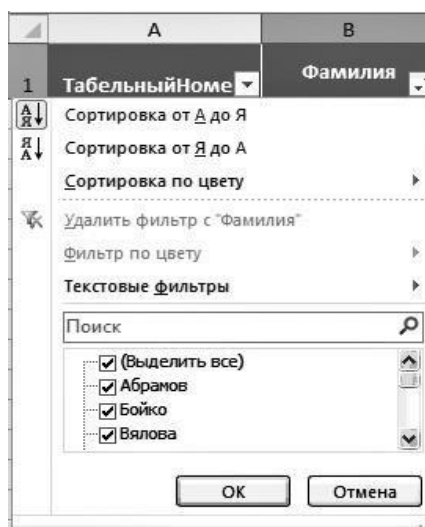 A B
1 ТабельныйНоме Фамилия
Сортировка от А до Я
Сортировка от Я до А
Сортировка по цвету
Удалить фильтр с "Фамилия"
Фильтр по цвету
Текстовые фильтры
Поиск
(Выделить все)
Абрамов
Бойко
Вялова
ОК Отмена